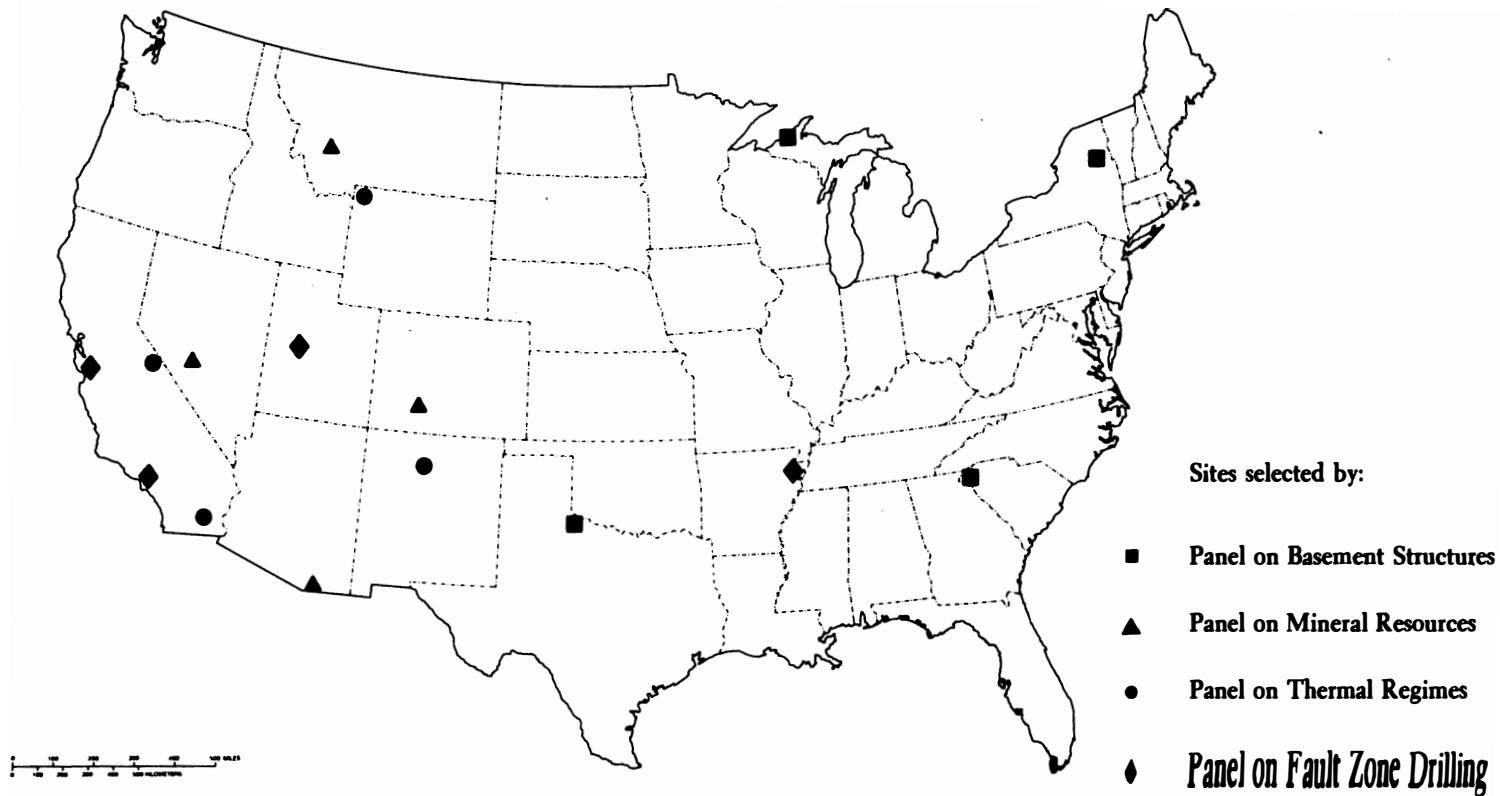 Sites selected by:
Panel on Basement Structures
Panel on Mineral Resources
Panel on Thermal Regimes
Panel on Fault Zone Drilling